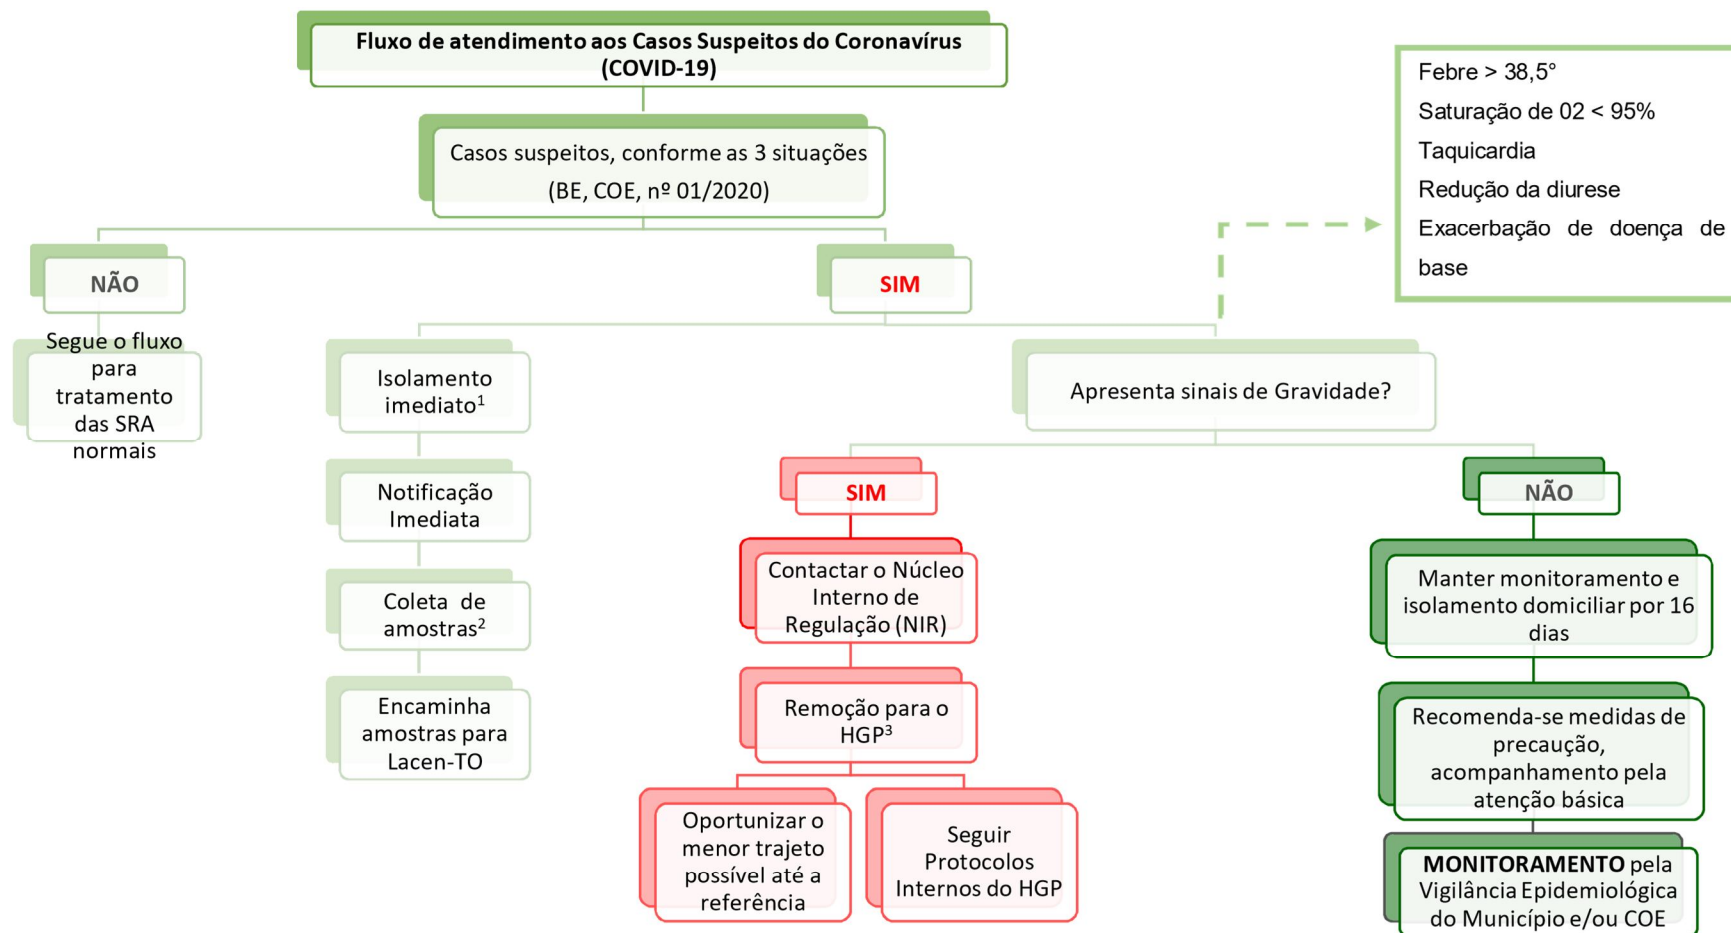 Fluxo de atendimento aos Casos Suspeitos do Coronavírus
(COVID-19)
Casos suspeitos, conforme as 3 situações
(BE, COE, nº 01/2020)
Febre > 38,5°
Saturação de 02 < 95%
Taquicardia
Redução da diurese
Exacerbação de doença de
base
NÃO
SIM
Segue o fluxo
para
tratamento
das SRA
normais
Isolamento
imediato¹
Notificação
Imediata
Coleta de
amostras²
Encaminha
amostras para
Lacen-TO
Apresenta sinais de Gravidade?
SIM
Contactar o Núcleo
Interno de
Regulação (NIR)
Remoção para o
HGP³
Oportunizar o
menor trajeto
possível até a
referência
Seguir
Protocolos
Internos do HGP
NÃO
Manter monitoramento e
isolamento domiciliar por 16
dias
Recomenda-se medidas de
precaução,
acompanhamento pela
atenção básica
MONITORAMENTO pela
Vigilância Epidemiológica
do Município e/ou COE